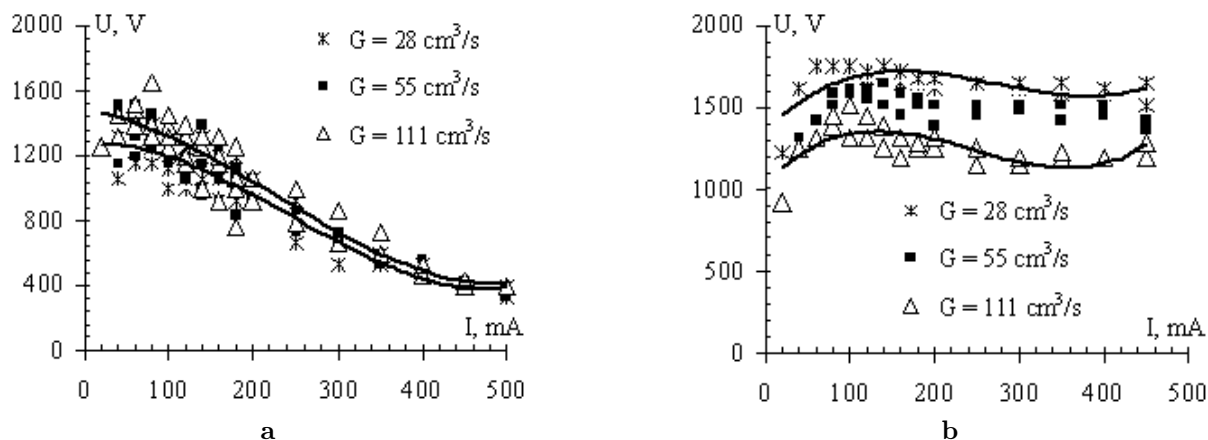 U, V
2000
1600
1200
800
400
0
G = 28 cm³/s
G = 55 cm³/s
G = 111 cm³/s
I, mA
0 100 200 300 400 500
a
U, V
2000
1500
1000
500
0
G = 28 cm³/s
G = 55 cm³/s
G = 111 cm³/s
I, mA
0 100 200 300 400 500
b